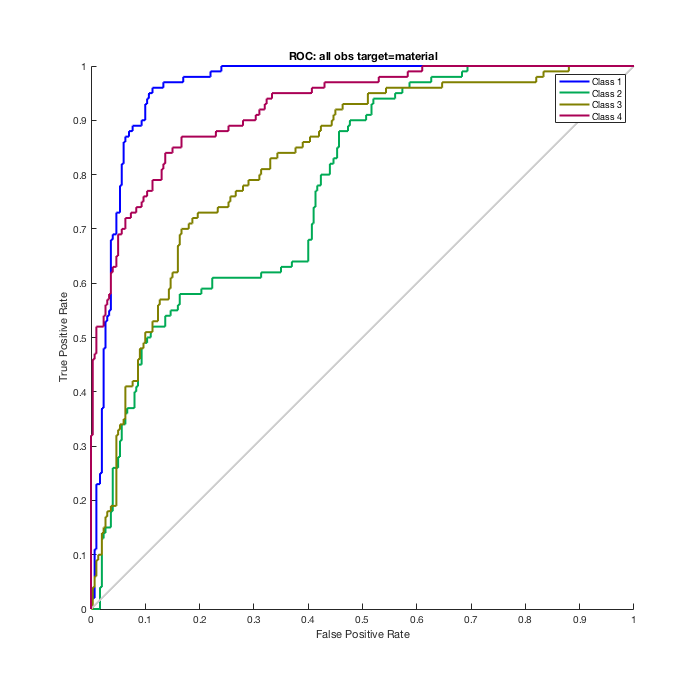 ROC: all obs target=material
Class 1
Class 2
Class 3
Class 4
True Positive Rate
1
0.9
0.8
0.7
0.6
0.5
0.4
0.3
0.2
0.1
0
0 0.1 0.2 0.3 0.4 0.5 0.6 0.7 0.8 0.9 1
False Positive Rate